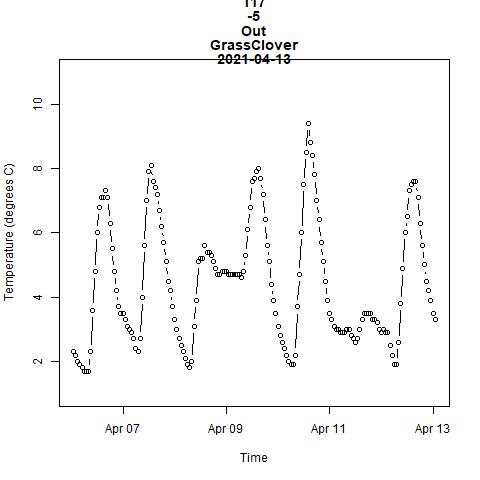 117
-5
Out
GrassClover
2021-04-13
Temperature (degrees C)
10
8
6
4
2
Apr 07 Apr 09 Apr 11 Apr 13
Time